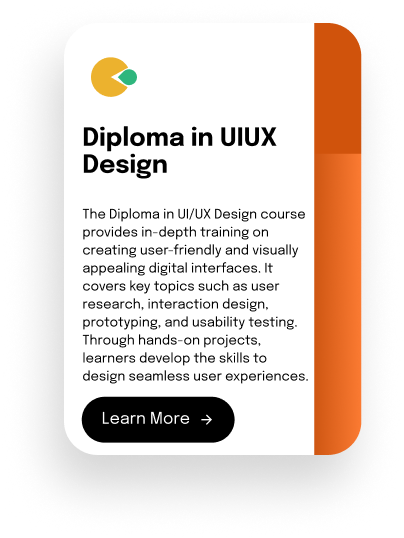 Diploma in UIUX
Design
The Diploma in UI/UX Design course
provides in-depth training on
creating user-friendly and visually
appealing digital interfaces. It
covers key topics such as user
research, interaction design,
prototyping, and usability testing.
Through hands-on projects,
learners develop the skills to
design seamless user experiences.
Learn More →